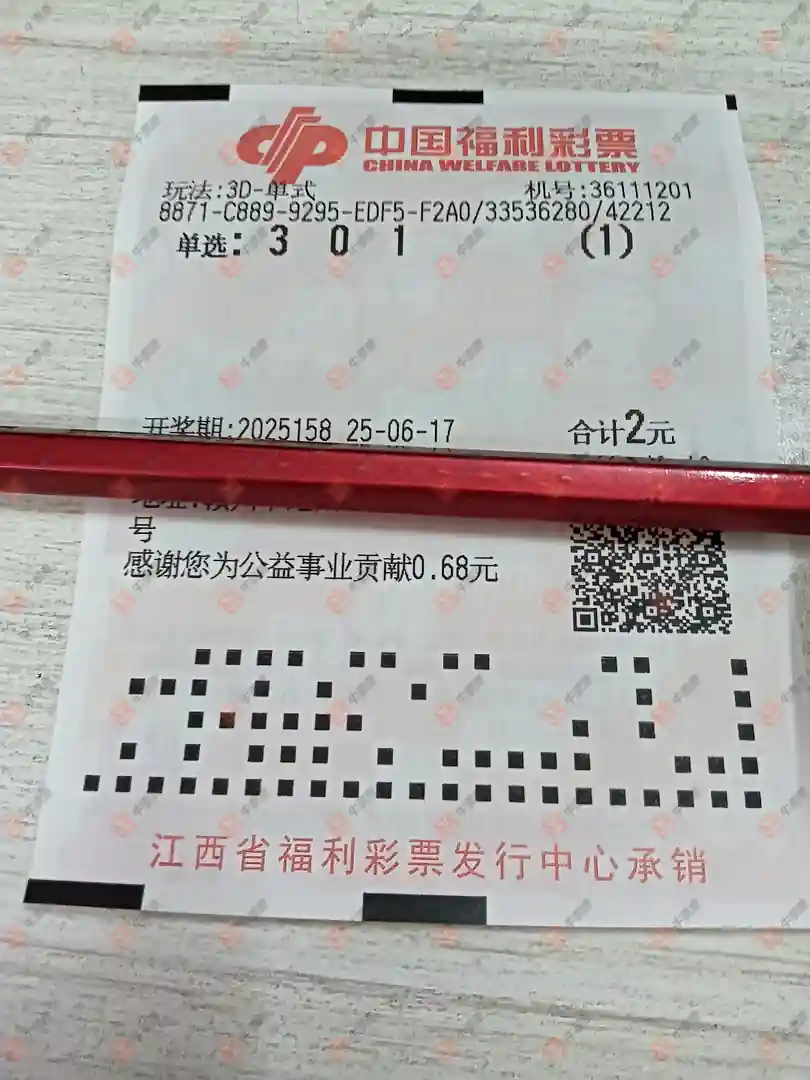 中国福利彩票
CHINA WELFARE LOTTERY
玩法:3D-单式 机号:36111201
8871-C889-9295-EDF5-F2A0/33536280/42212
单选: 3 0 1 (1)
开奖期:2025158 25-06-17 合计2元
号
感谢您为公益事业贡献0.68元
江西省福利彩票发行中心承销